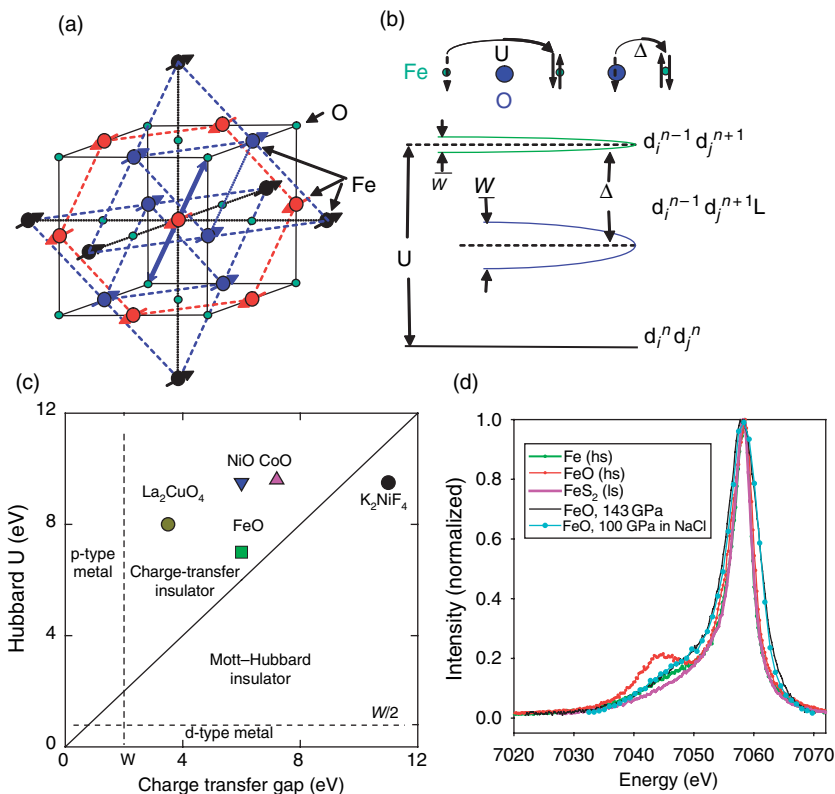 (a)
O
Fe
(b)
U
Δ
Fe
O
d_i^{n−1} d_j^{n+1}
W
W
Δ
d_i^{n−1} d_j^{n+1}L
U
d_i^n d_j^n
(c)
12
8
4
0
Hubbard U (eV)
La₂CuO₄
NiO CoO
K₂NiF₄
FeO
p-type
metal
Charge-transfer
insulator
Mott–Hubbard
insulator
W/2
d-type metal
0
W
4
8
12
Charge transfer gap (eV)
(d)
1.0
0.8
0.6
0.4
0.2
0.0
Intensity (normalized)
Fe (hs)
FeO (hs)
FeS₂ (ls)
FeO, 143 GPa
FeO, 100 GPa in NaCl
7020
7030
7040
7050
7060
7070
Energy (eV)